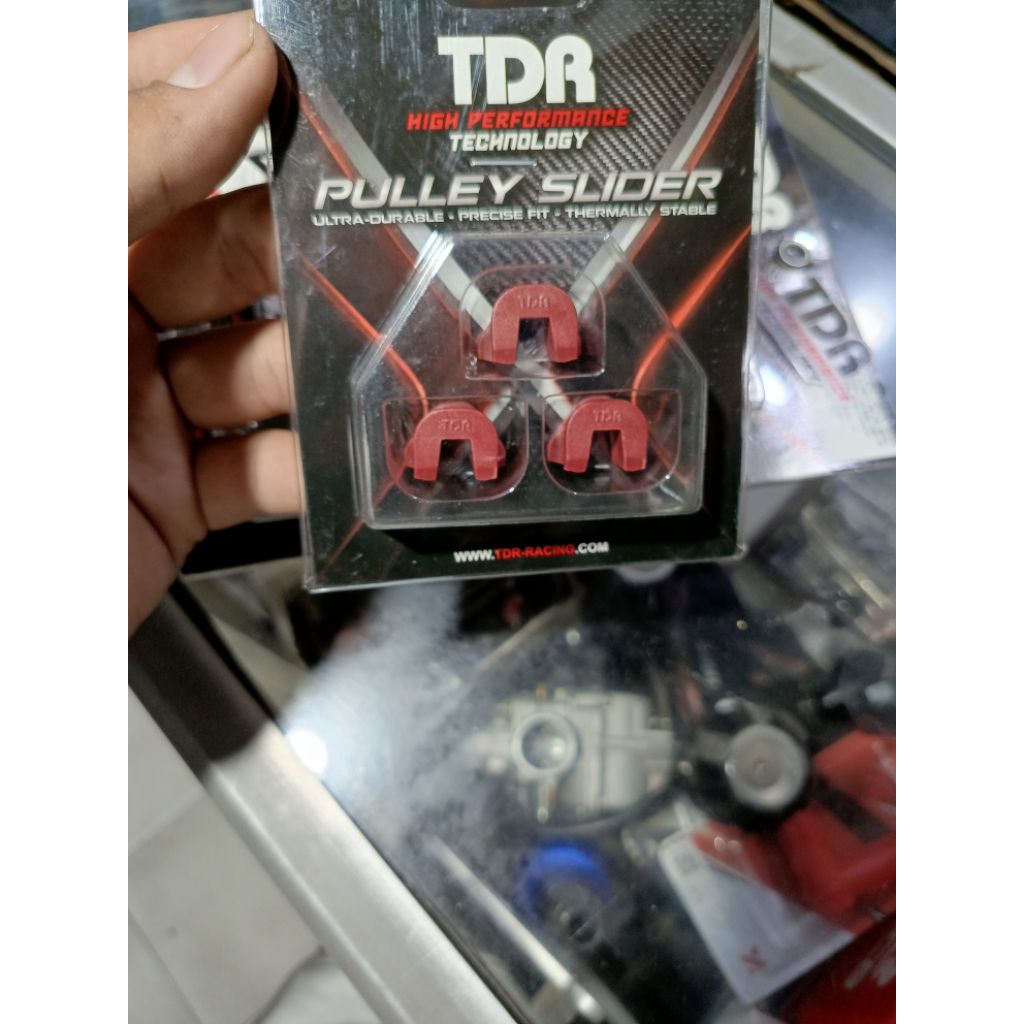 TDR
HIGH PERFORMANCE
TECHNOLOGY
PULLEY SLIDER
ULTRA-DURABLE • PRECISE FIT • THERMALLY STABLE
TDR
TDR
TDR
WWW.TDR-RACING.COM
TDR